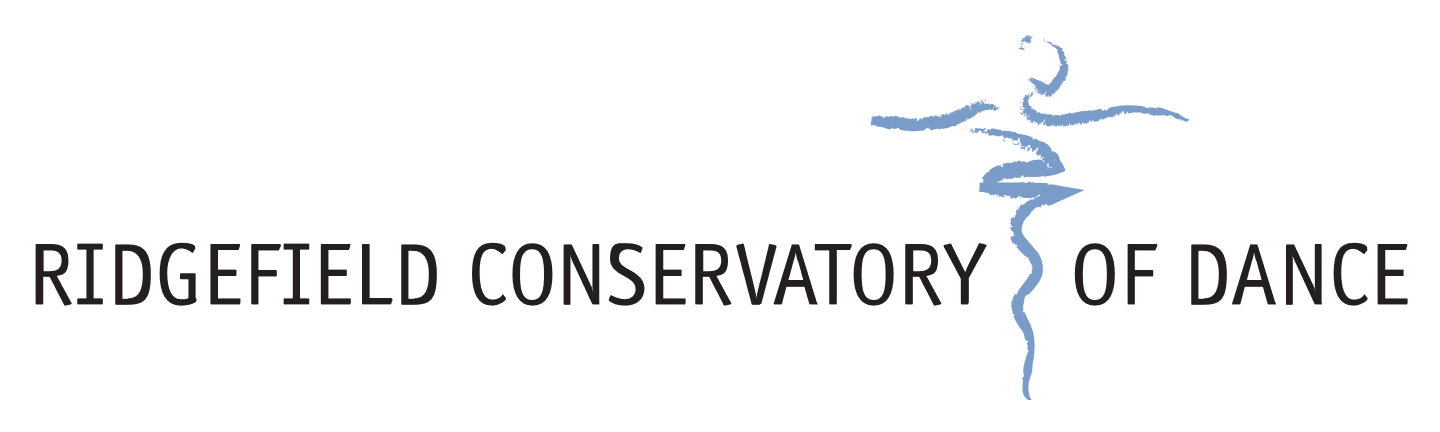 RIDGEFIELD CONSERVATORY OF DANCE